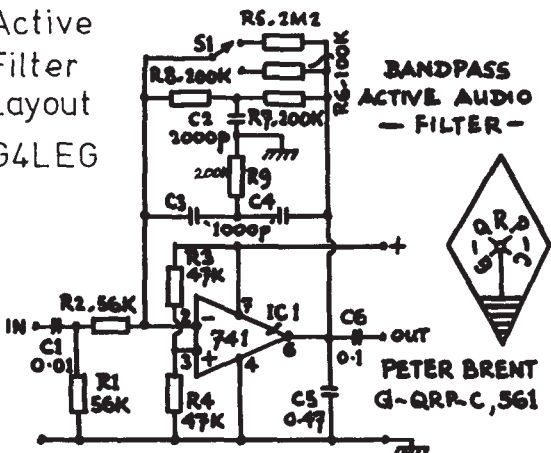 Active
Filter
Layout
G4LEG
R5.2M2
S1
R8.200K
R6.100K
BANDPASS
ACTIVE AUDIO
- FILTER -
C2
2000p
R7.200K
200K
R9
C3
C4
1000p
+
R3
47K
Q R P
G - C
R2.56K
7
IC1
C6
IN
2
-
741
6
OUT
C1
0.01
3
+
4
0.1
R1
56K
R4
47K
C5
0.47
PETER BRENT
G-QRP-C, 561